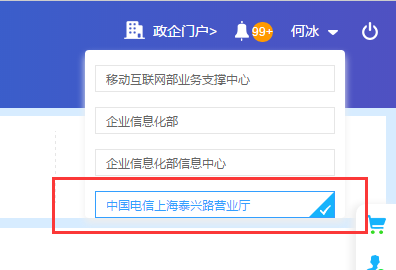 政企门户> 99+ 何冰
移动互联网部业务支撑中心
企业信息化部
企业信息化部信息中心
中国电信上海泰兴路营业厅